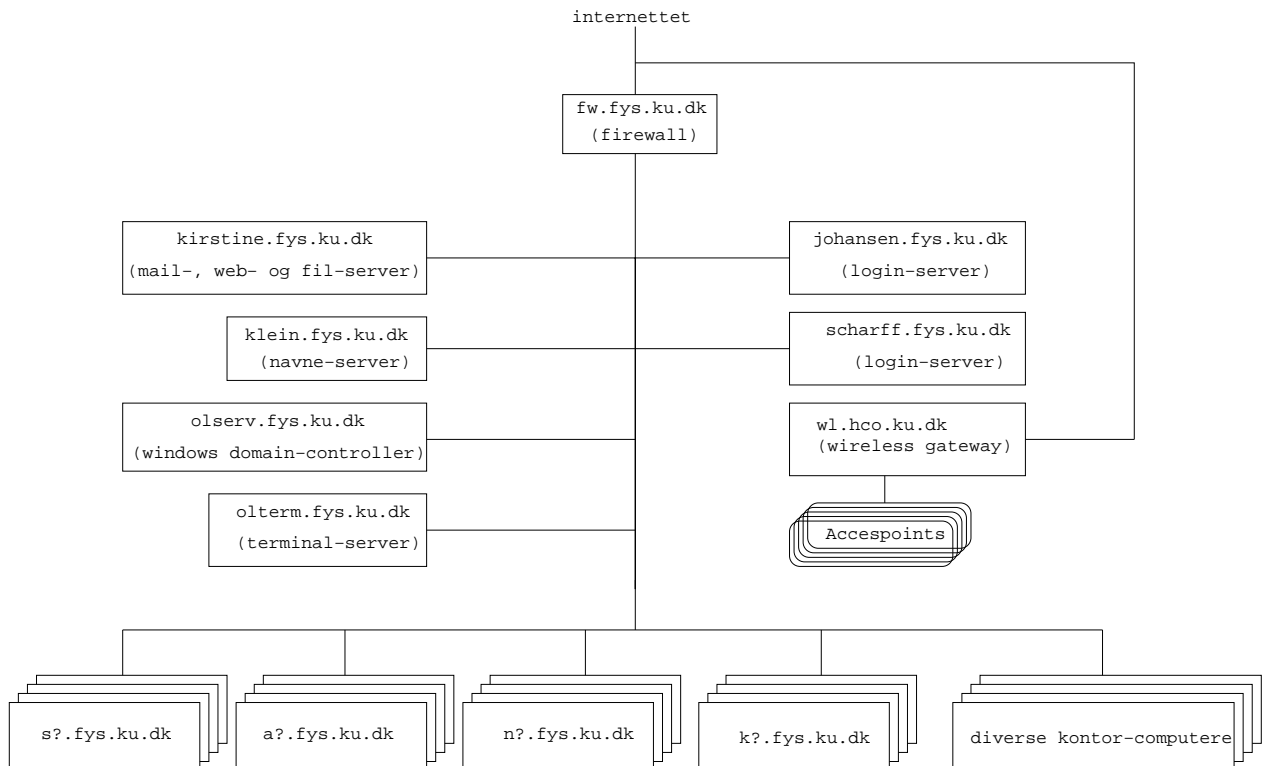 internettet
fw.fys.ku.dk
(firewall)
kirstine.fys.ku.dk
(mail-, web- og fil-server)
johansen.fys.ku.dk
(login-server)
klein.fys.ku.dk
(navne-server)
scharff.fys.ku.dk
(login-server)
olserv.fys.ku.dk
(windows domain-controller)
wl.hco.ku.dk
(wireless gateway)
olterm.fys.ku.dk
(terminal-server)
Accespoints
s?.fys.ku.dk
a?.fys.ku.dk
n?.fys.ku.dk
k?.fys.ku.dk
diverse kontor-computere